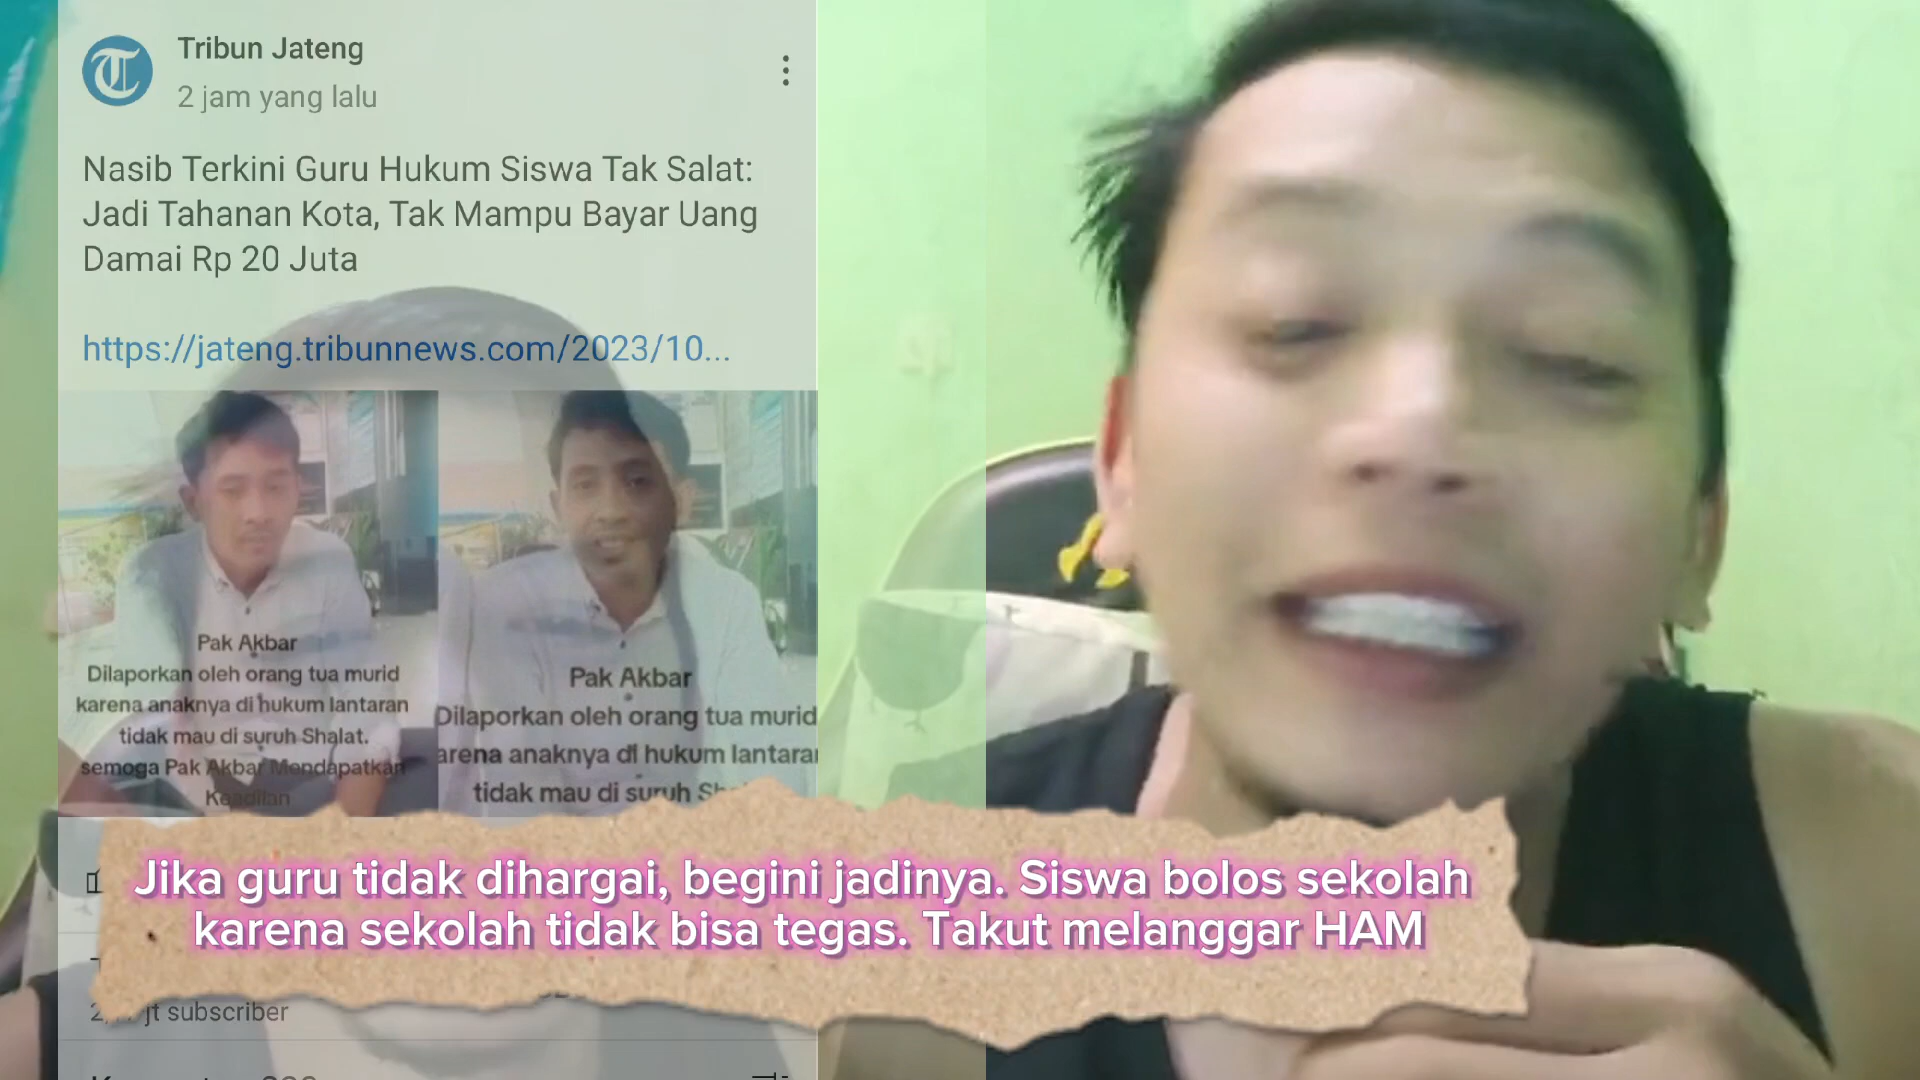 Tribun Jateng
2 jam yang lalu
Nasib Terkini Guru Hukum Siswa Tak Salat:
Jadi Tahanan Kota, Tak Mampu Bayar Uang
Damai Rp 20 Juta
https://jateng.tribunnews.com/2023/10...
Pak Akbar
Dilaporkan oleh orang tua murid
karena anaknya di hukum lantaran
tidak mau di suruh Shalat.
semoga Pak Akbar Mendapatkan
Keadilan
Pak Akbar
Dilaporkan oleh orang tua murid
arena anaknya di hukum lantara
tidak mau di suruh
Jika guru tidak dihargai, begini jadinya. Siswa bolos sekolah
karena sekolah tidak bisa tegas. Takut melanggar HAM
jt subscriber